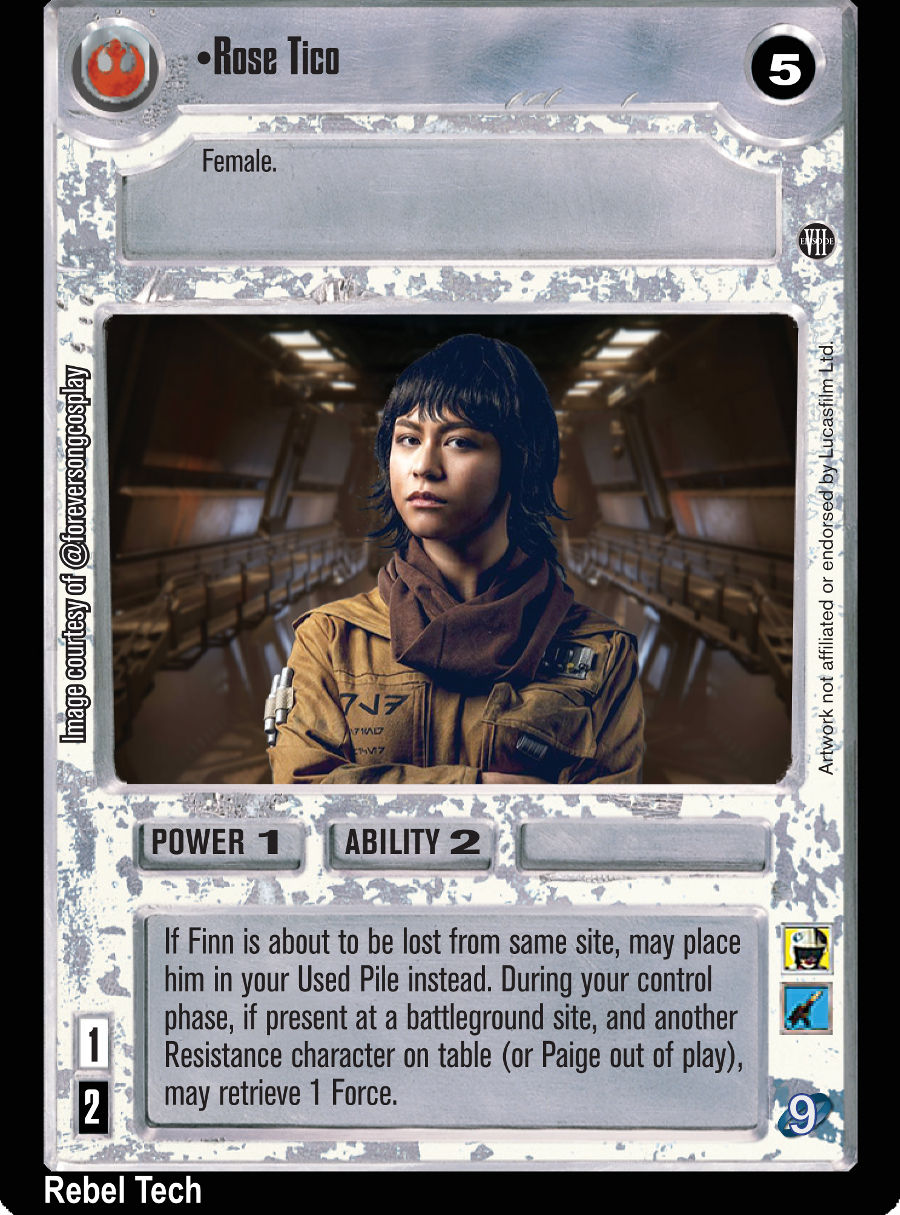 •Rose Tico
5
Female.
EPISODE
VII
Image courtesy of @foreversongcosplay
Artwork not affiliated or endorsed by Lucasfilm Ltd.
POWER 1
ABILITY 2
If Finn is about to be lost from same site, may place
him in your Used Pile instead. During your control
phase, if present at a battleground site, and another
Resistance character on table (or Paige out of play),
may retrieve 1 Force.
1
2
9
Rebel Tech